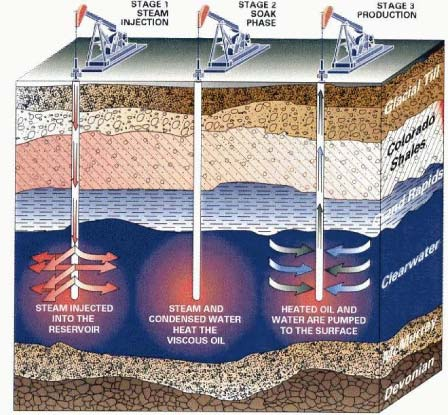 STAGE 1
STEAM
INJECTION
STAGE 2
SOAK
PHASE
STAGE 3
PRODUCTION
Glacial Till
Colorado
Shales
Grand Rapids
Clearwater
McMurray
Devonian
STEAM INJECTED
INTO THE
RESERVOIR
STEAM AND
CONDENSED WATER
HEAT THE
VISCOUS OIL
HEATED OIL AND
WATER ARE PUMPED
TO THE SURFACE